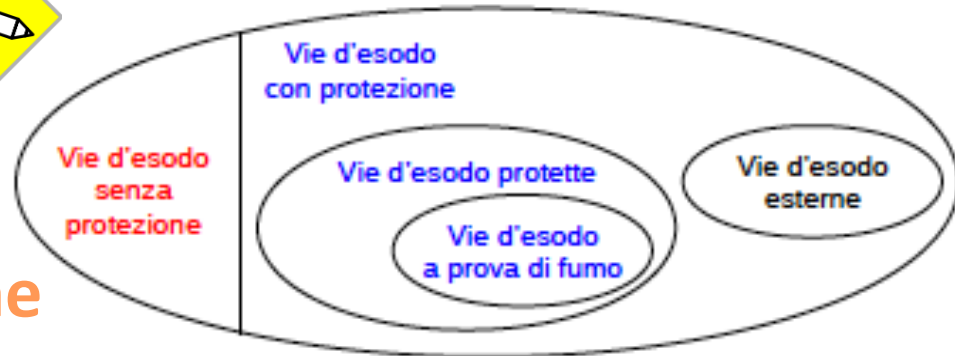 Vie d'esodo
con protezione
Vie d'esodo
senza
protezione
Vie d'esodo protette
Vie d'esodo
a prova di fumo
Vie d'esodo
esterne